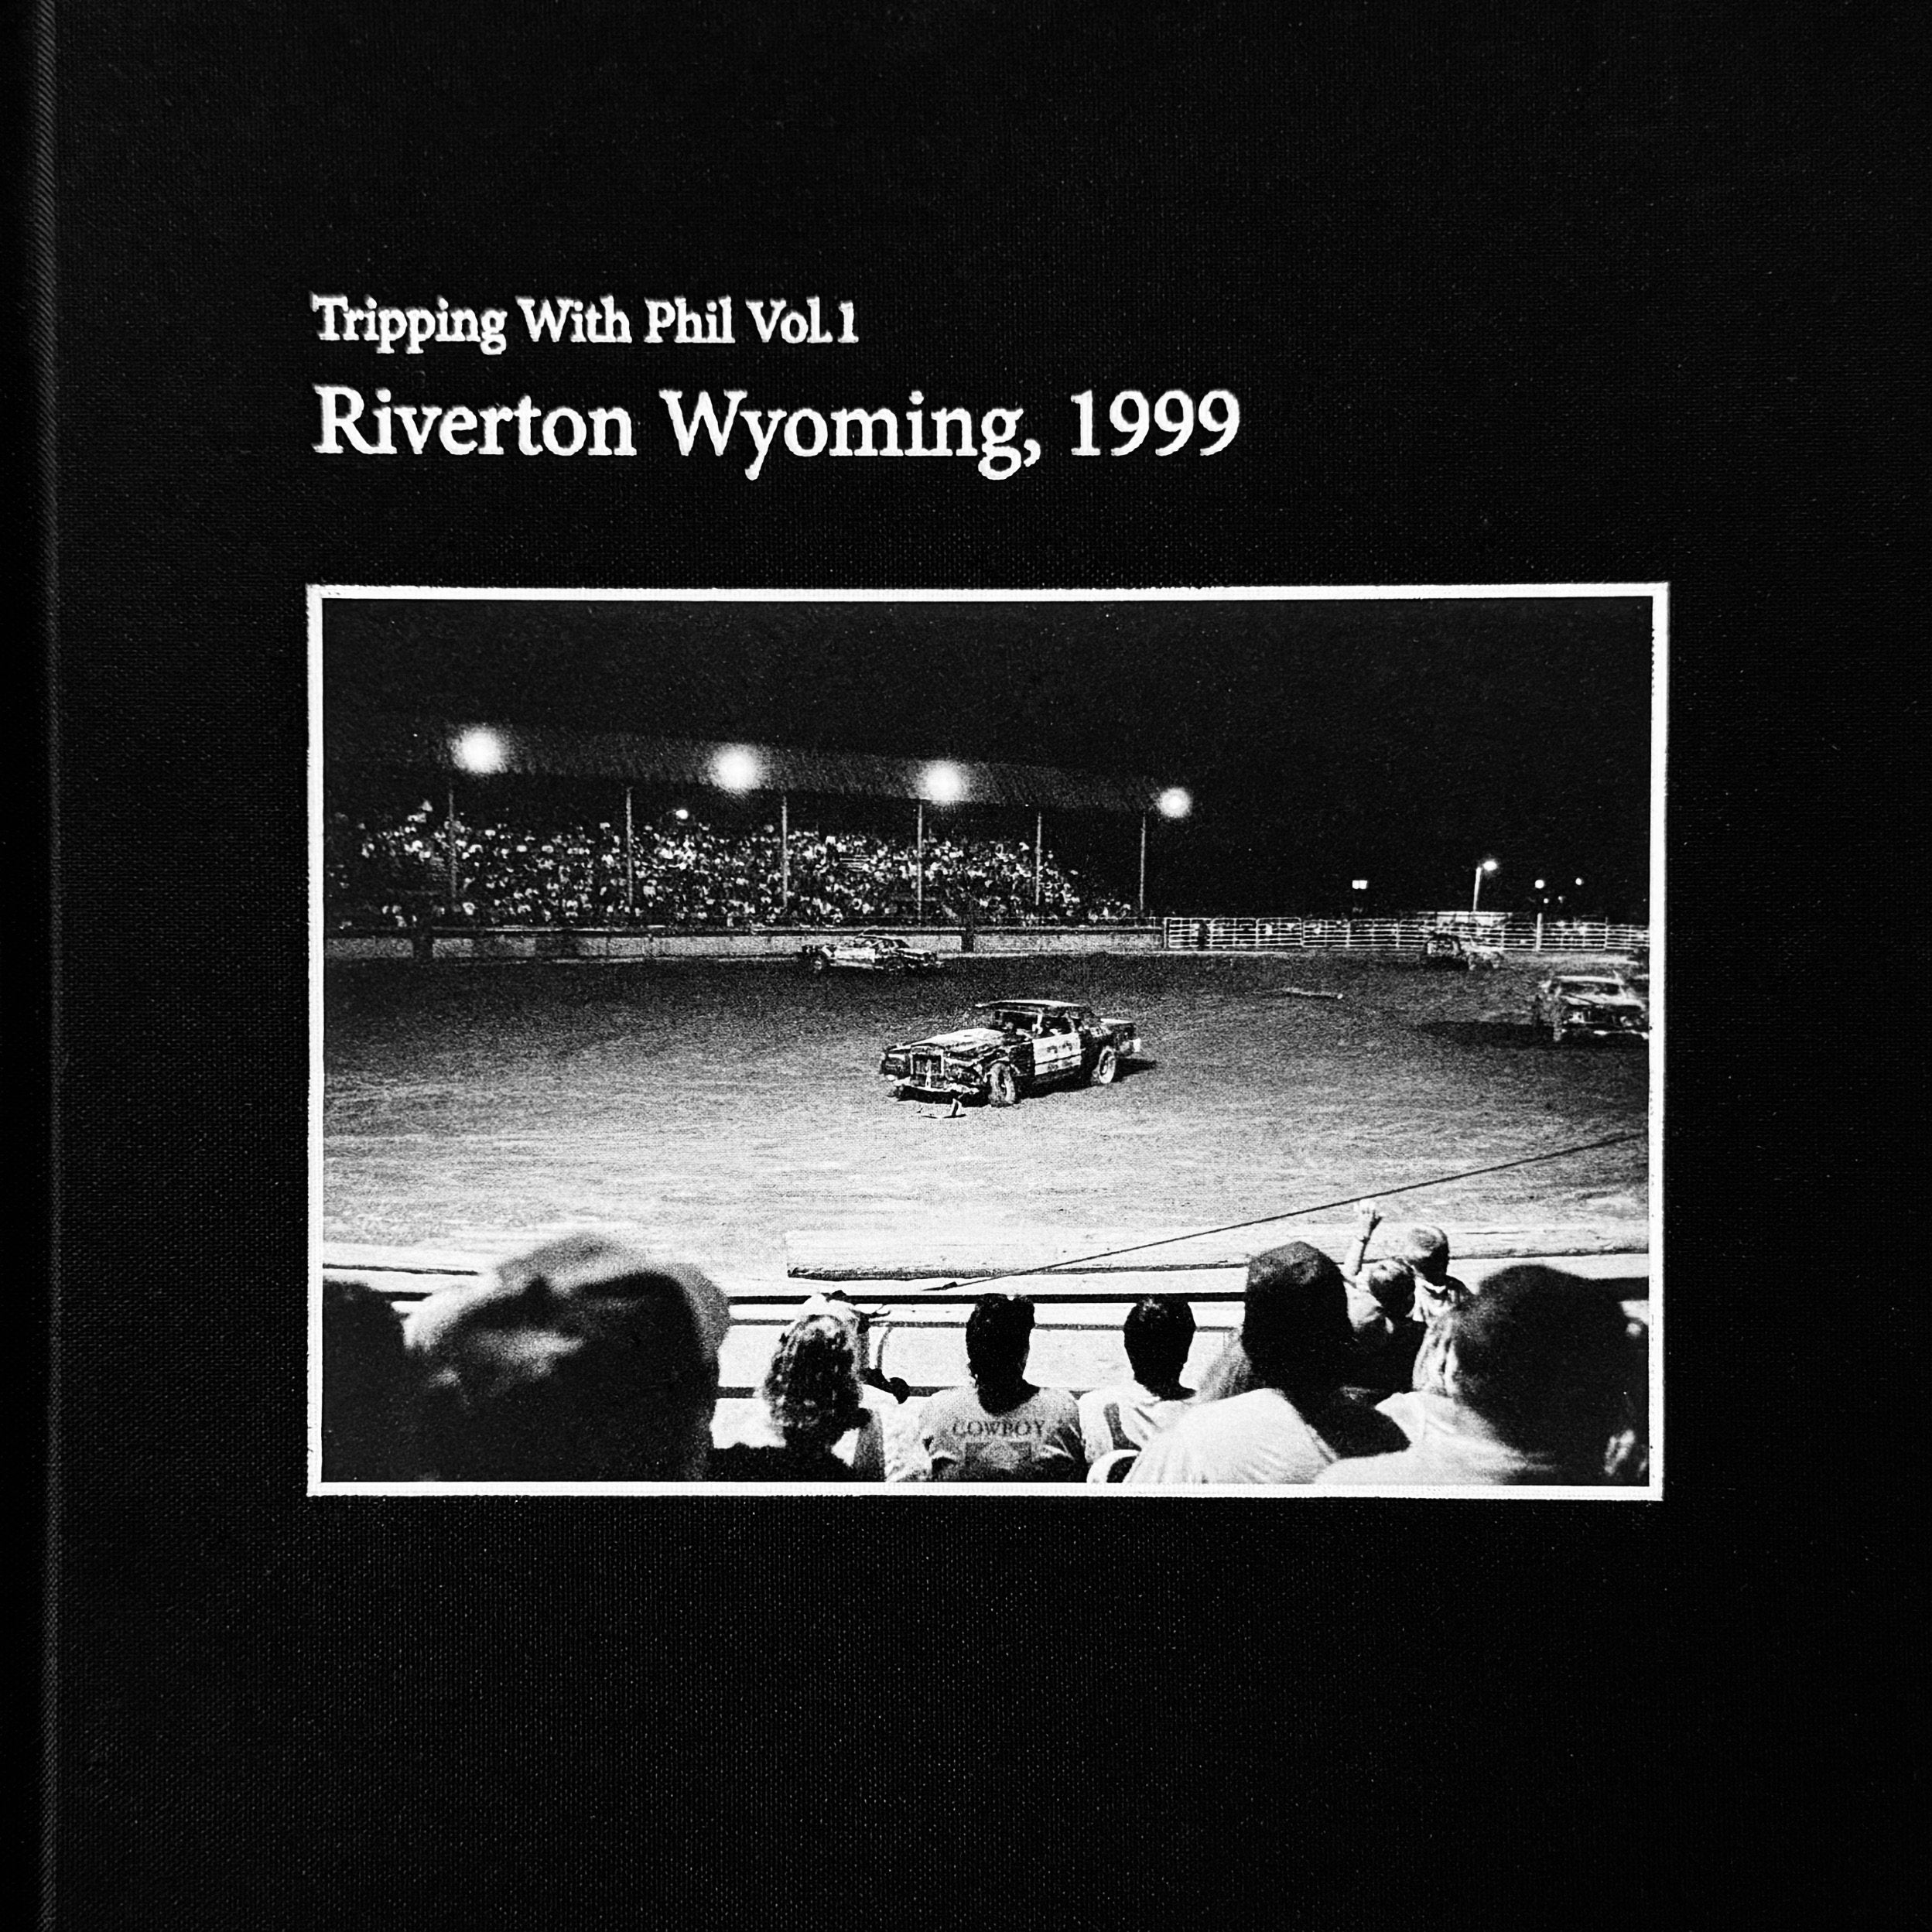 Tripping With Phil Vol.1
Riverton Wyoming, 1999
COWBOY